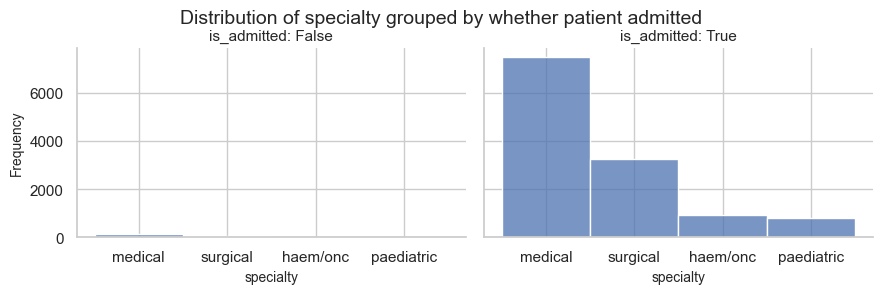 Distribution of specialty grouped by whether patient admitted
is_admitted: False
is_admitted: True
Frequency
6000
4000
2000
0
medical surgical haem/onc paediatric
specialty
medical surgical haem/onc paediatric
specialty